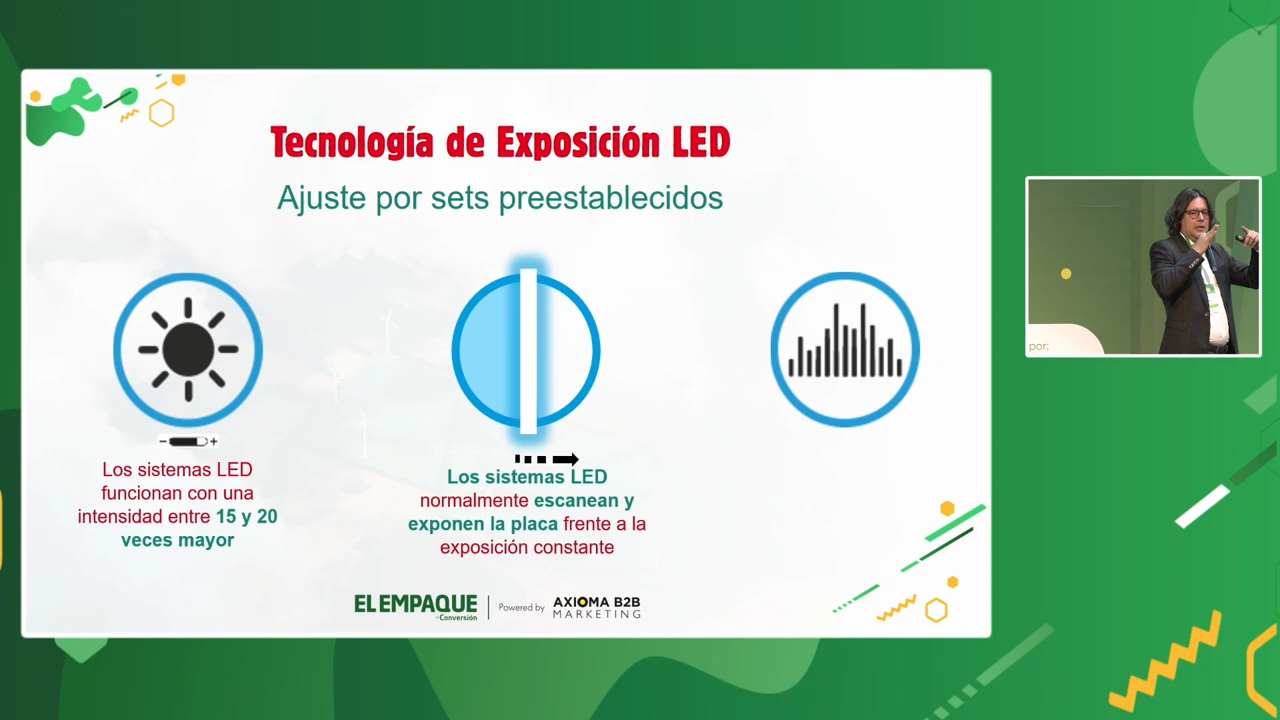 Tecnología de Exposición LED
Ajuste por sets preestablecidos
Los sistemas LED
funcionan con una
intensidad entre 15 y 20
veces mayor
Los sistemas LED
normalmente escanean y
exponen la placa frente a la
exposición constante
EL EMPAQUE
+Conversión
Powered by
AXIOMA B2B
MARKETING
por: